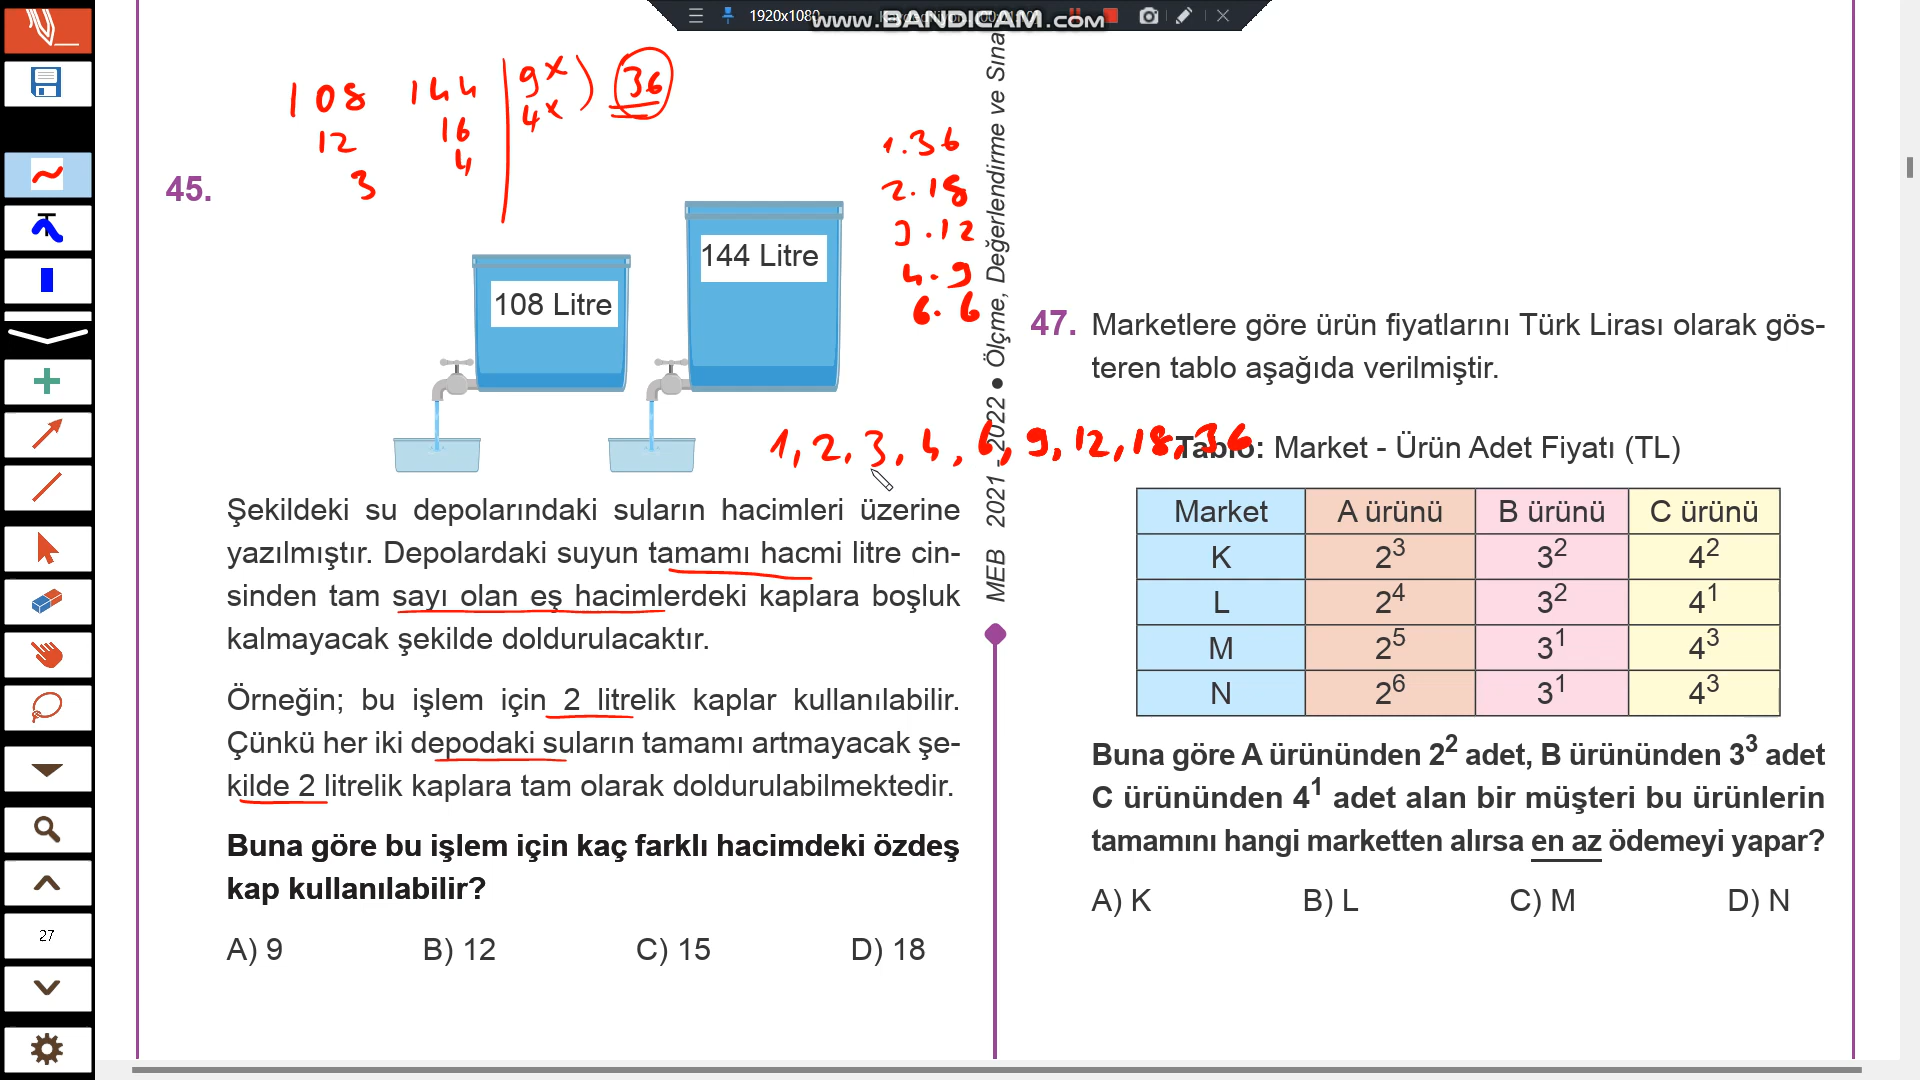 1920x1080
www.BANDICAM.com
108 144 9x 36
12 16 4x
3 4
1.36
2.18
3.12
4.9
6.6
45.
108 Litre
144 Litre
1, 2, 3, 4, 6, 9, 12, 18, 36
Şekildeki su depolarındaki suların hacimleri üzerine
yazılmıştır. Depolardaki suyun tamamı hacmi litre cin-
sinden tam sayı olan eş hacimlerdeki kaplara boşluk
kalmayacak şekilde doldurulacaktır.
Örneğin; bu işlem için 2 litrelik kaplar kullanılabilir.
Çünkü her iki depodaki suların tamamı artmayacak şe-
kilde 2 litrelik kaplara tam olarak doldurulabilmektedir.
Buna göre bu işlem için kaç farklı hacimdeki özdeş
kap kullanılabilir?
A) 9 B) 12 C) 15 D) 18
MEB 2021 - 2022 ● Ölçme, Değerlendirme ve Sına
47. Marketlere göre ürün fiyatlarını Türk Lirası olarak gös-
teren tablo aşağıda verilmiştir.
Tablo: Market - Ürün Adet Fiyatı (TL)
Market A ürünü B ürünü C ürünü
K 2³ 3² 4²
L 2⁴ 3² 4¹
M 2⁵ 3¹ 4³
N 2⁶ 3¹ 4³
Buna göre A ürününden 2² adet, B ürününden 3³ adet
C ürününden 4¹ adet alan bir müşteri bu ürünlerin
tamamını hangi marketten alırsa en az ödemeyi yapar?
A) K B) L C) M D) N
27